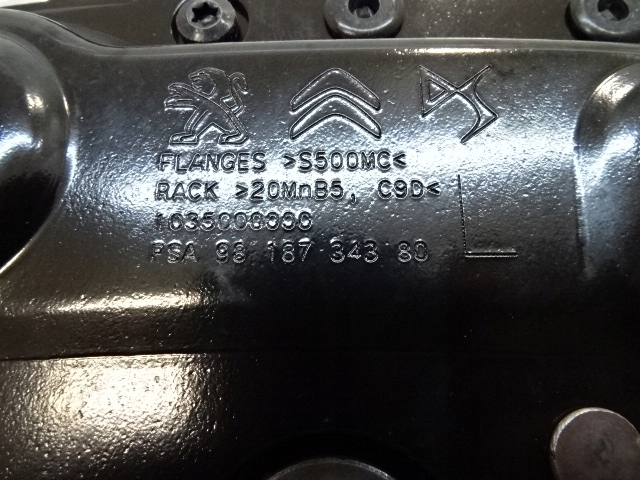 FLANGES >S500MC<
RACK >20MnB5, C9D<
PSA 98 187 343 80
L